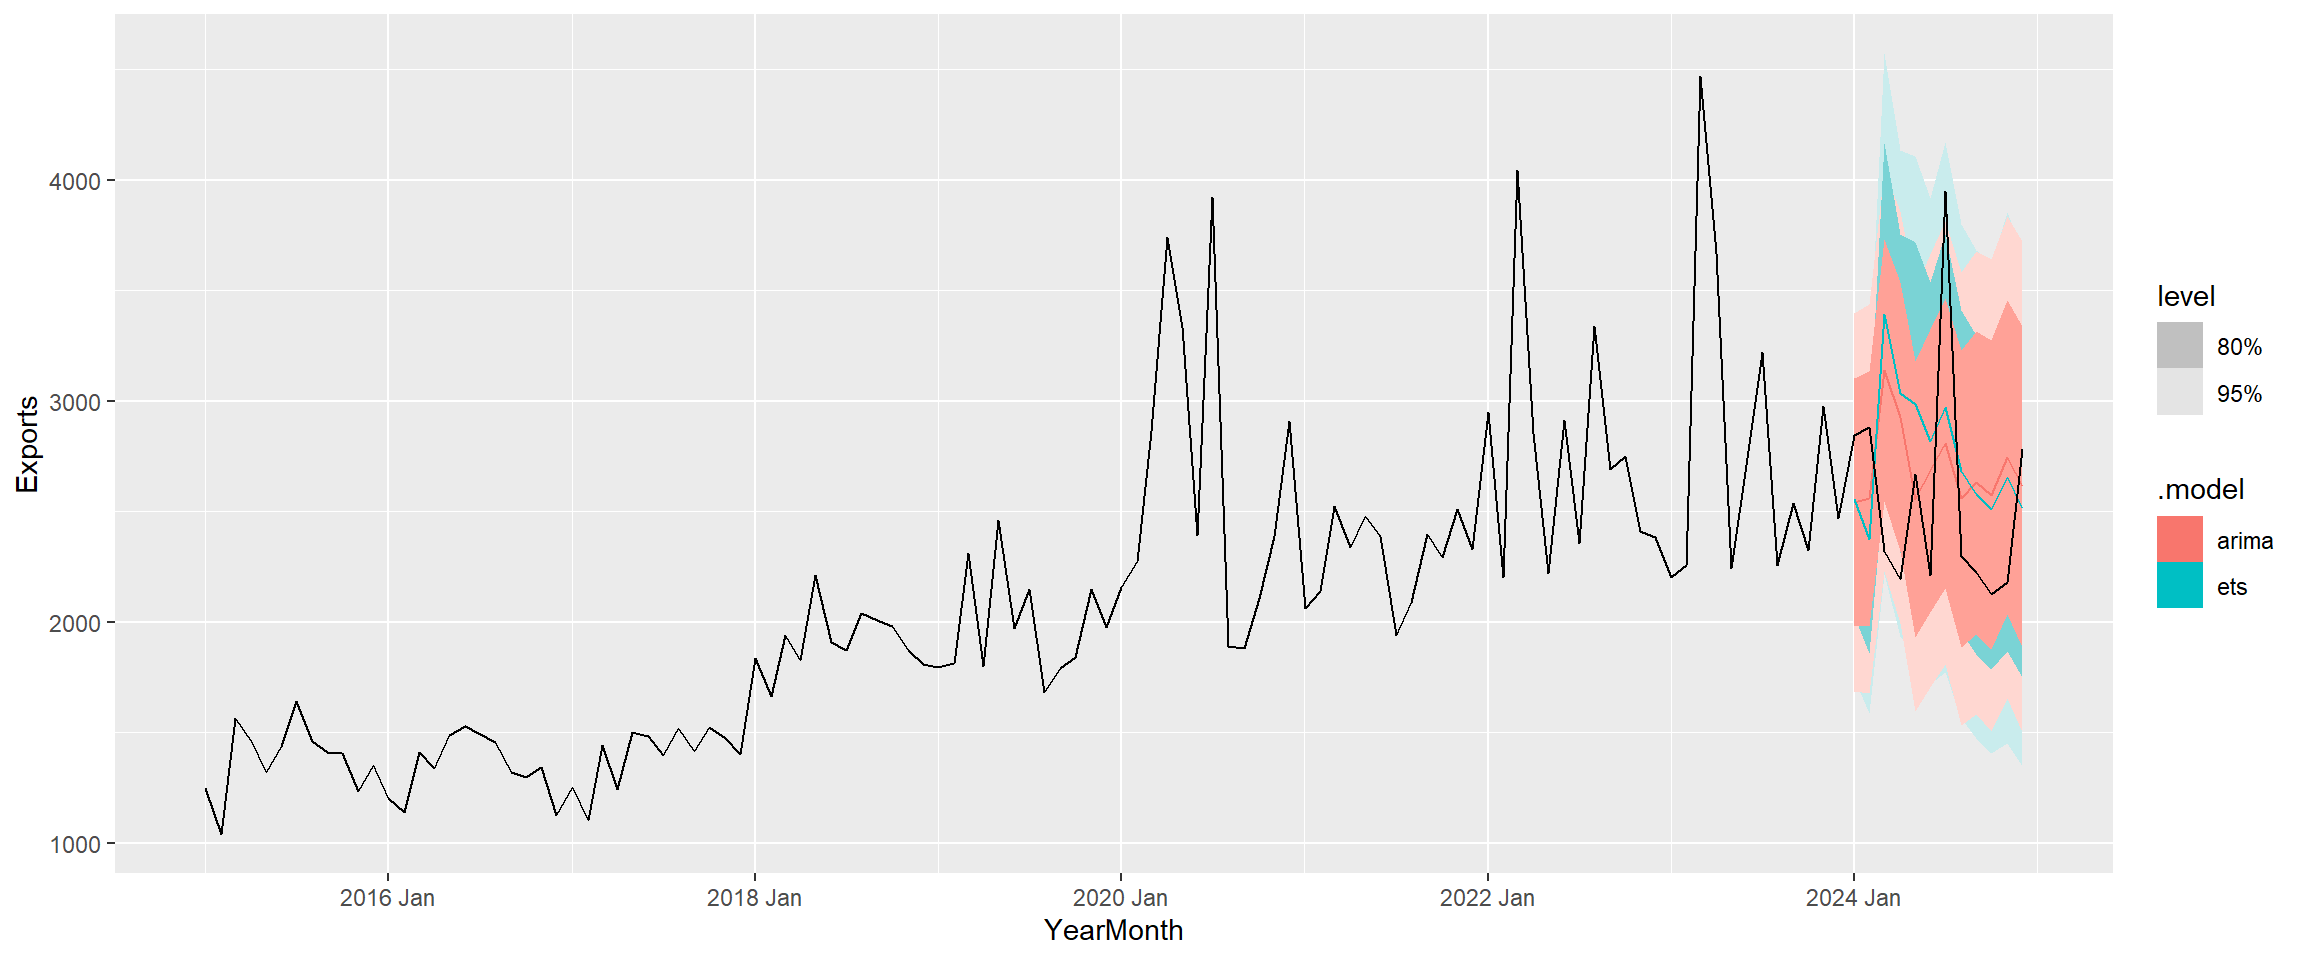 Exports
4000
3000
2000
1000
2016 Jan
2018 Jan
2020 Jan
2022 Jan
2024 Jan
YearMonth
level
80%
95%
.model
arima
ets